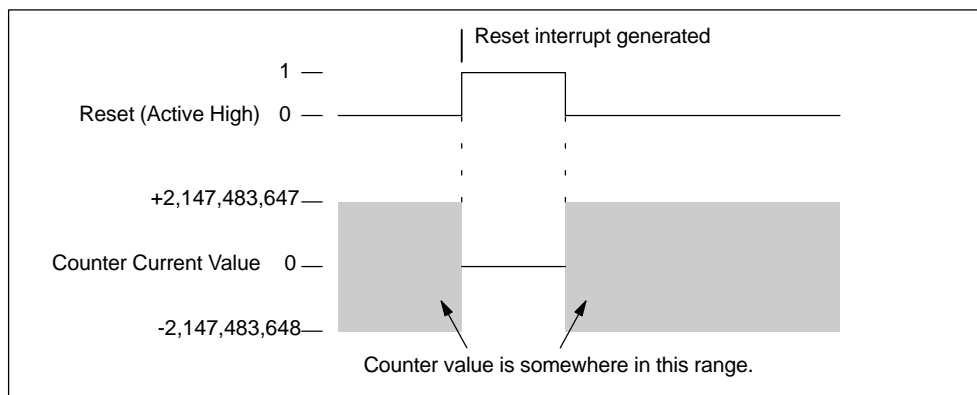 Reset interrupt generated
1
Reset (Active High) 0
+2,147,483,647
Counter Current Value 0
-2,147,483,648
Counter value is somewhere in this range.